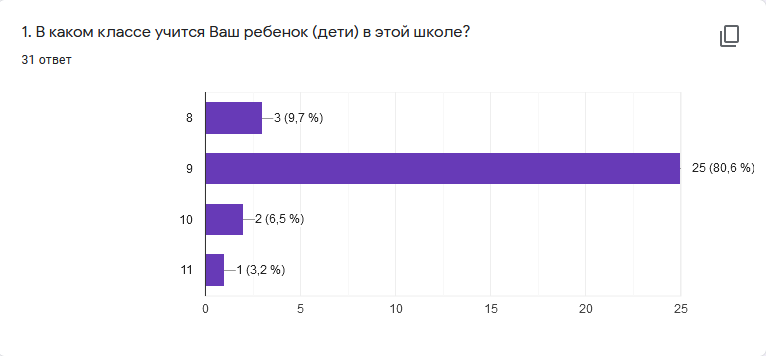 1. В каком классе учится Ваш ребенок (дети) в этой школе?
31 ответ
8 3 (9,7 %)
9 25 (80,6 %)
10 2 (6,5 %)
11 1 (3,2 %)
0 5 10 15 20 25